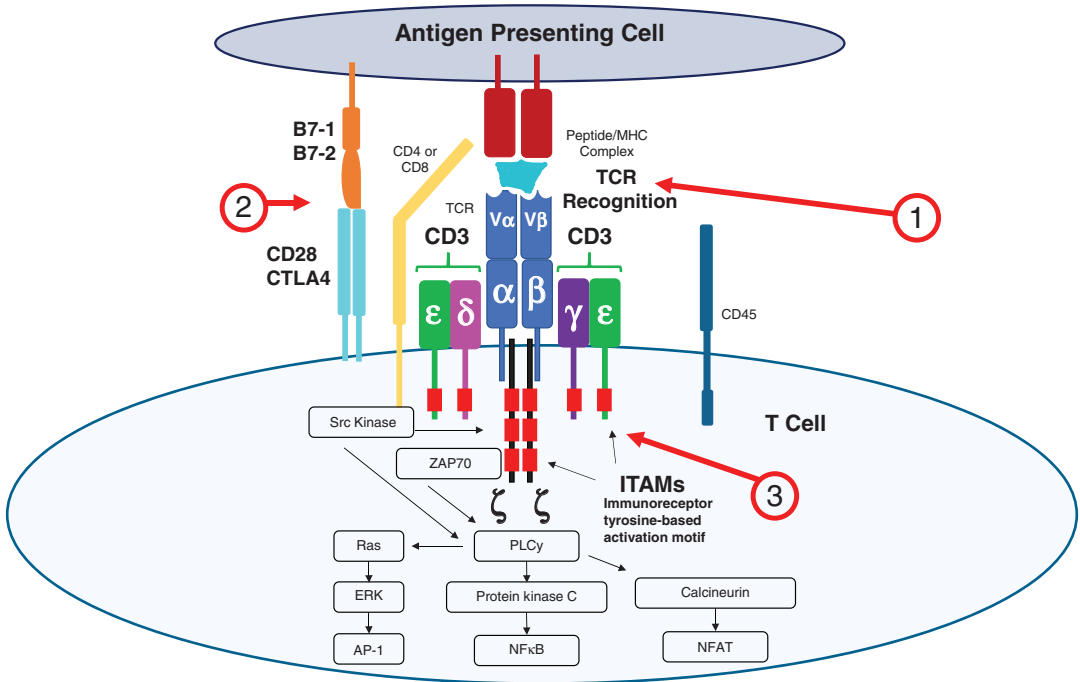 Antigen Presenting Cell
B7-1
B7-2
CD4 or
CD8
Peptide/MHC
Complex
TCR
Recognition
1
2
TCR
Vα
Vβ
CD3
CD3
CD28
CTLA4
ε
δ
α
β
γ
ε
CD45
T Cell
Src Kinase
ZAP70
ITAMs
Immunoreceptor
tyrosine-based
activation motif
3
ζ
ζ
Ras
PLCy
ERK
Protein kinase C
Calcineurin
AP-1
NFκB
NFAT